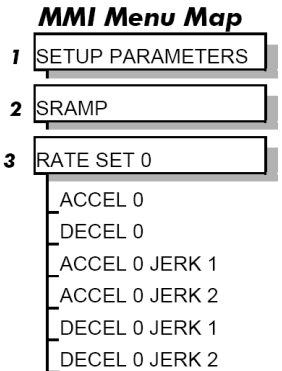 MMI Menu Map
1 SETUP PARAMETERS
2 SRAMP
3 RATE SET 0
ACCEL 0
DECEL 0
ACCEL 0 JERK 1
ACCEL 0 JERK 2
DECEL 0 JERK 1
DECEL 0 JERK 2